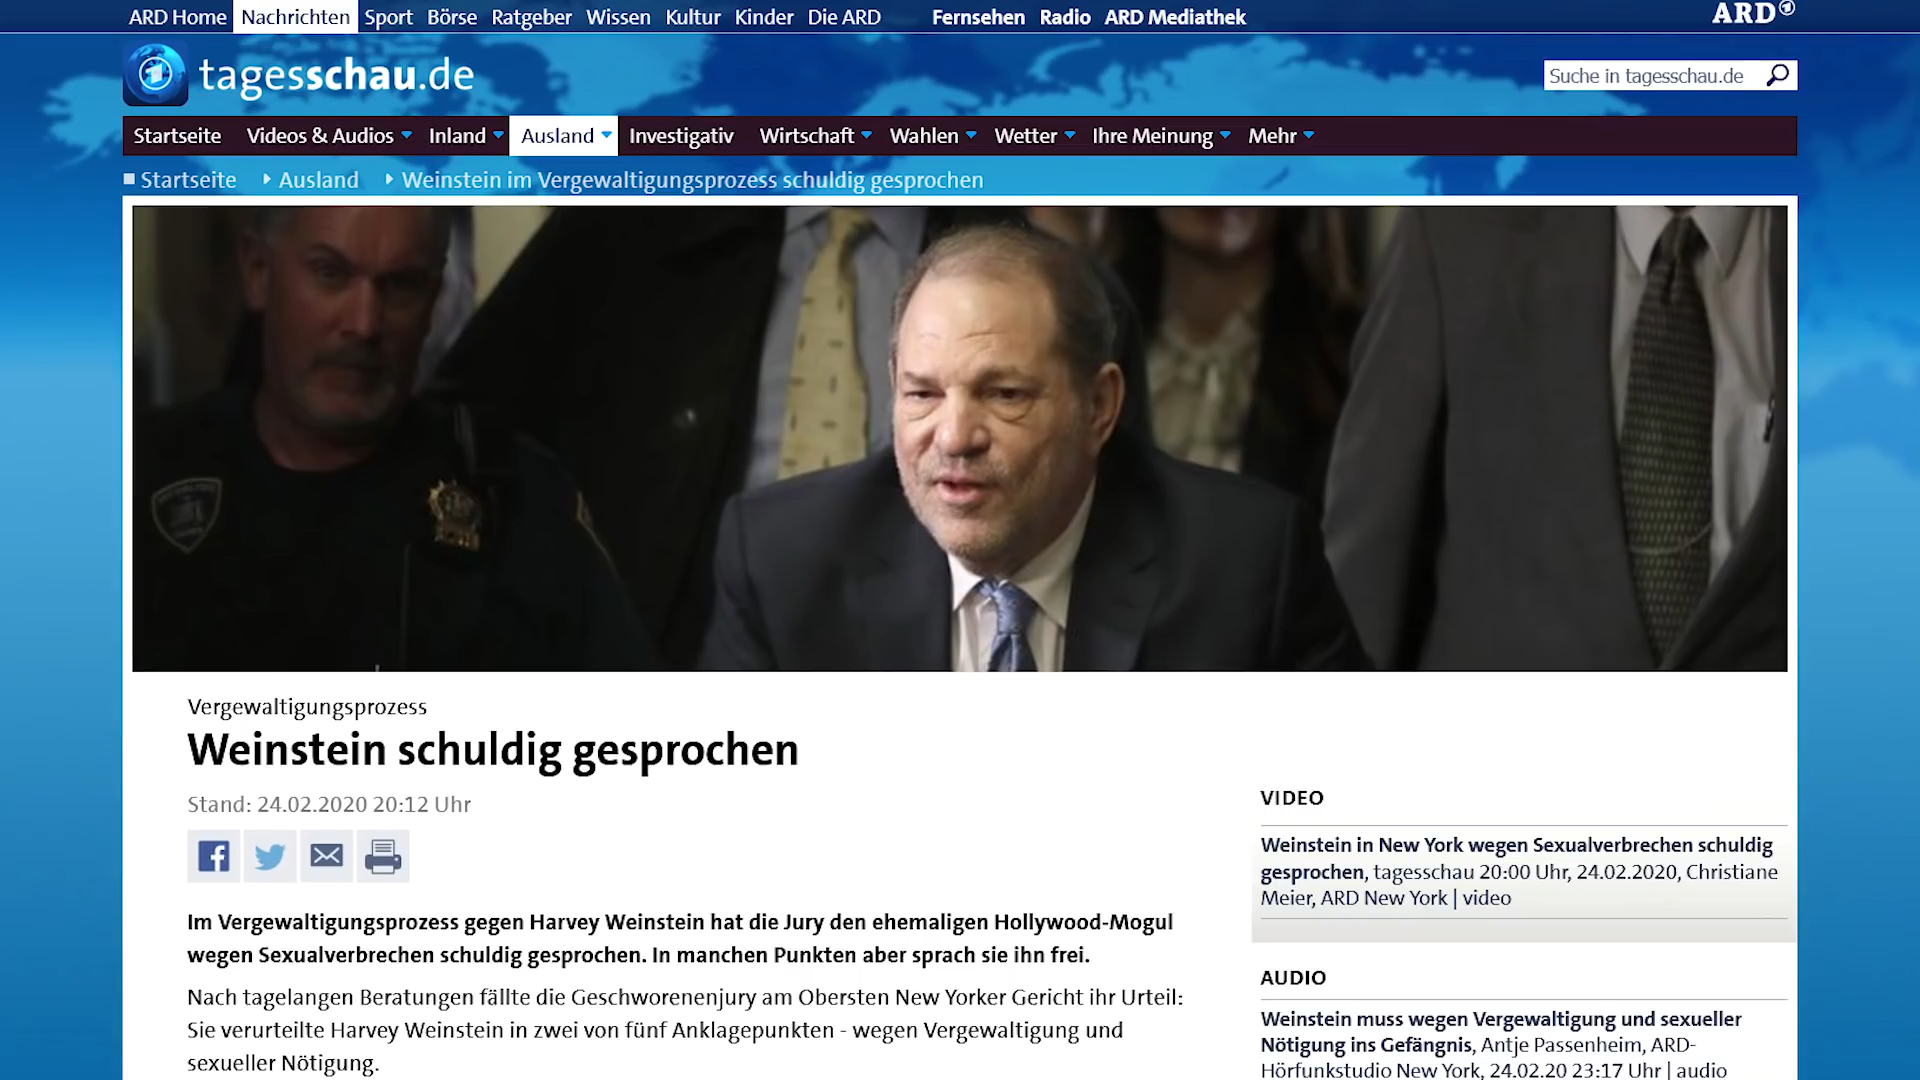 ARD Home Nachrichten Sport Börse Ratgeber Wissen Kultur Kinder Die ARD Fernsehen Radio ARD Mediathek ARD 1
1 tagesschau.de
Suche in tagesschau.de
Startseite Videos & Audios Inland Ausland Investigativ Wirtschaft Wahlen Wetter Ihre Meinung Mehr
Startseite Ausland Weinstein im Vergewaltigungsprozess schuldig gesprochen
Vergewaltigungsprozess
Weinstein schuldig gesprochen
Stand: 24.02.2020 20:12 Uhr
Im Vergewaltigungsprozess gegen Harvey Weinstein hat die Jury den ehemaligen Hollywood-Mogul
wegen Sexualverbrechen schuldig gesprochen. In manchen Punkten aber sprach sie ihn frei.
Nach tagelangen Beratungen fällte die Geschworenenjury am Obersten New Yorker Gericht ihr Urteil:
Sie verurteilte Harvey Weinstein in zwei von fünf Anklagepunkten - wegen Vergewaltigung und
sexueller Nötigung.
VIDEO
Weinstein in New York wegen Sexualverbrechen schuldig
gesprochen, tagesschau 20:00 Uhr, 24.02.2020, Christiane
Meier, ARD New York | video
AUDIO
Weinstein muss wegen Vergewaltigung und sexueller
Nötigung ins Gefängnis, Antje Passenheim, ARD-
Hörfunkstudio New York, 24.02.20 23:17 Uhr | audio